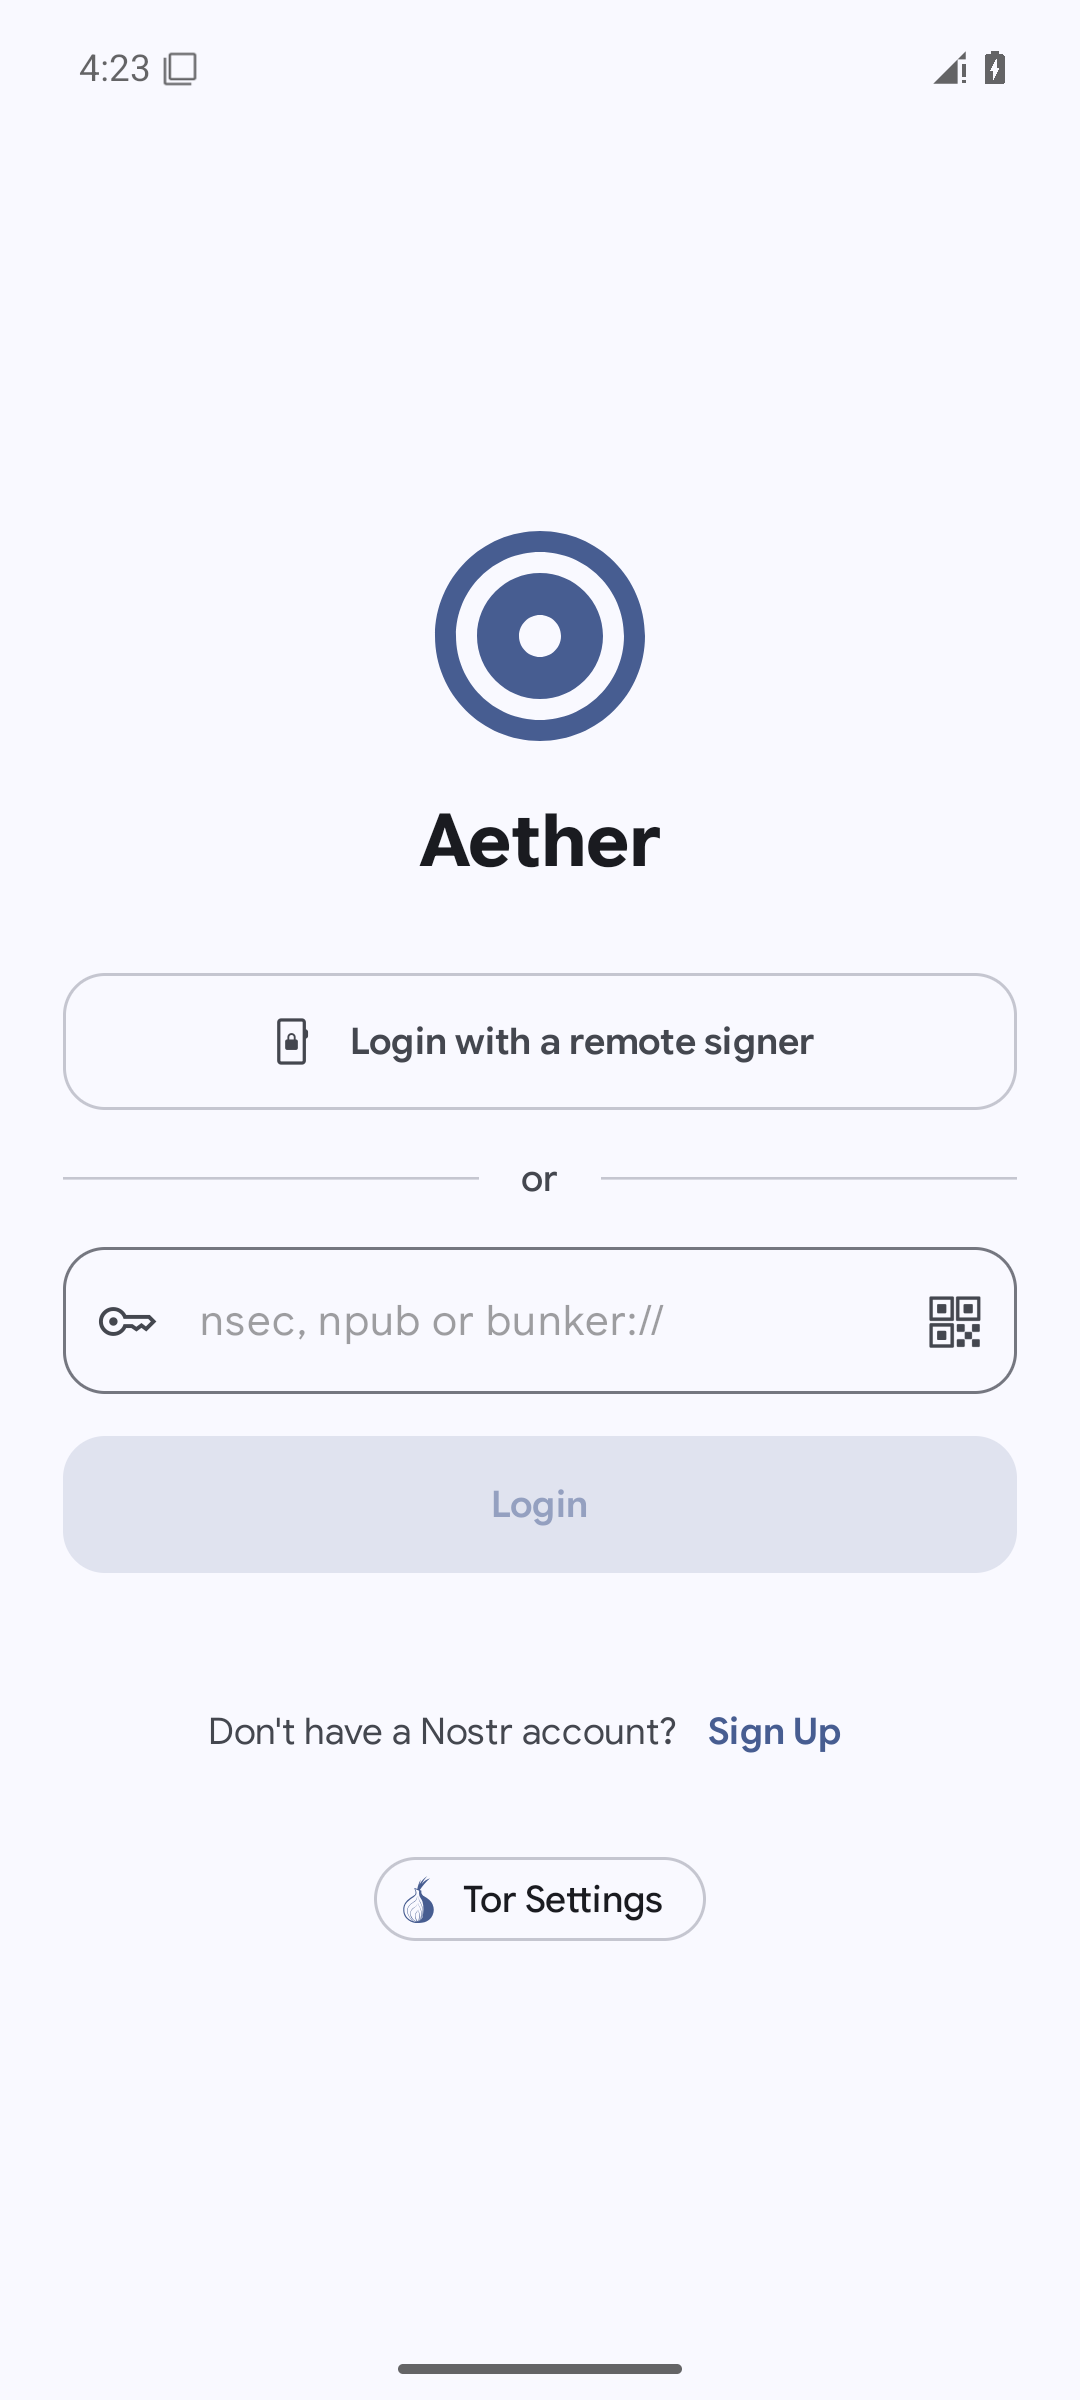 4:23
Aether
Login with a remote signer
or
nsec, npub or bunker://
Login
Don't have a Nostr account? Sign Up
Tor Settings